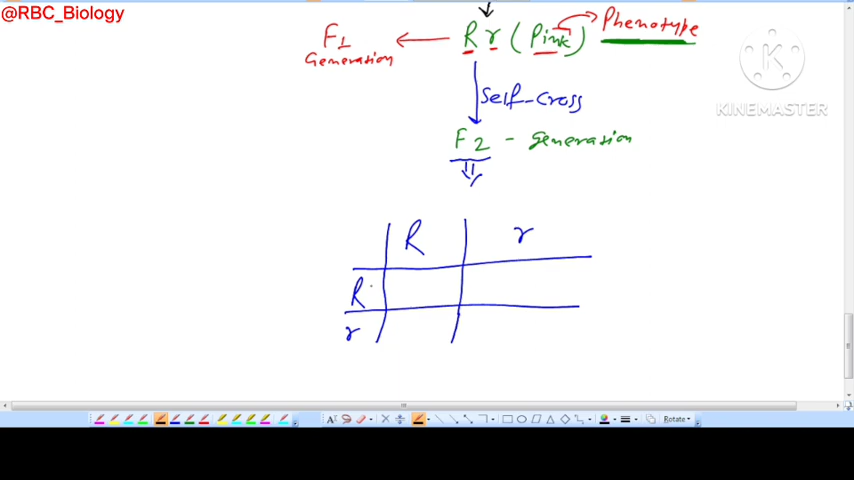 @RBC_Biology
F1 Generation
Rr (Pink)
Phenotype
Self-Cross
F2 - generation
R r
R
r
K
KINEMASTER
Rotate